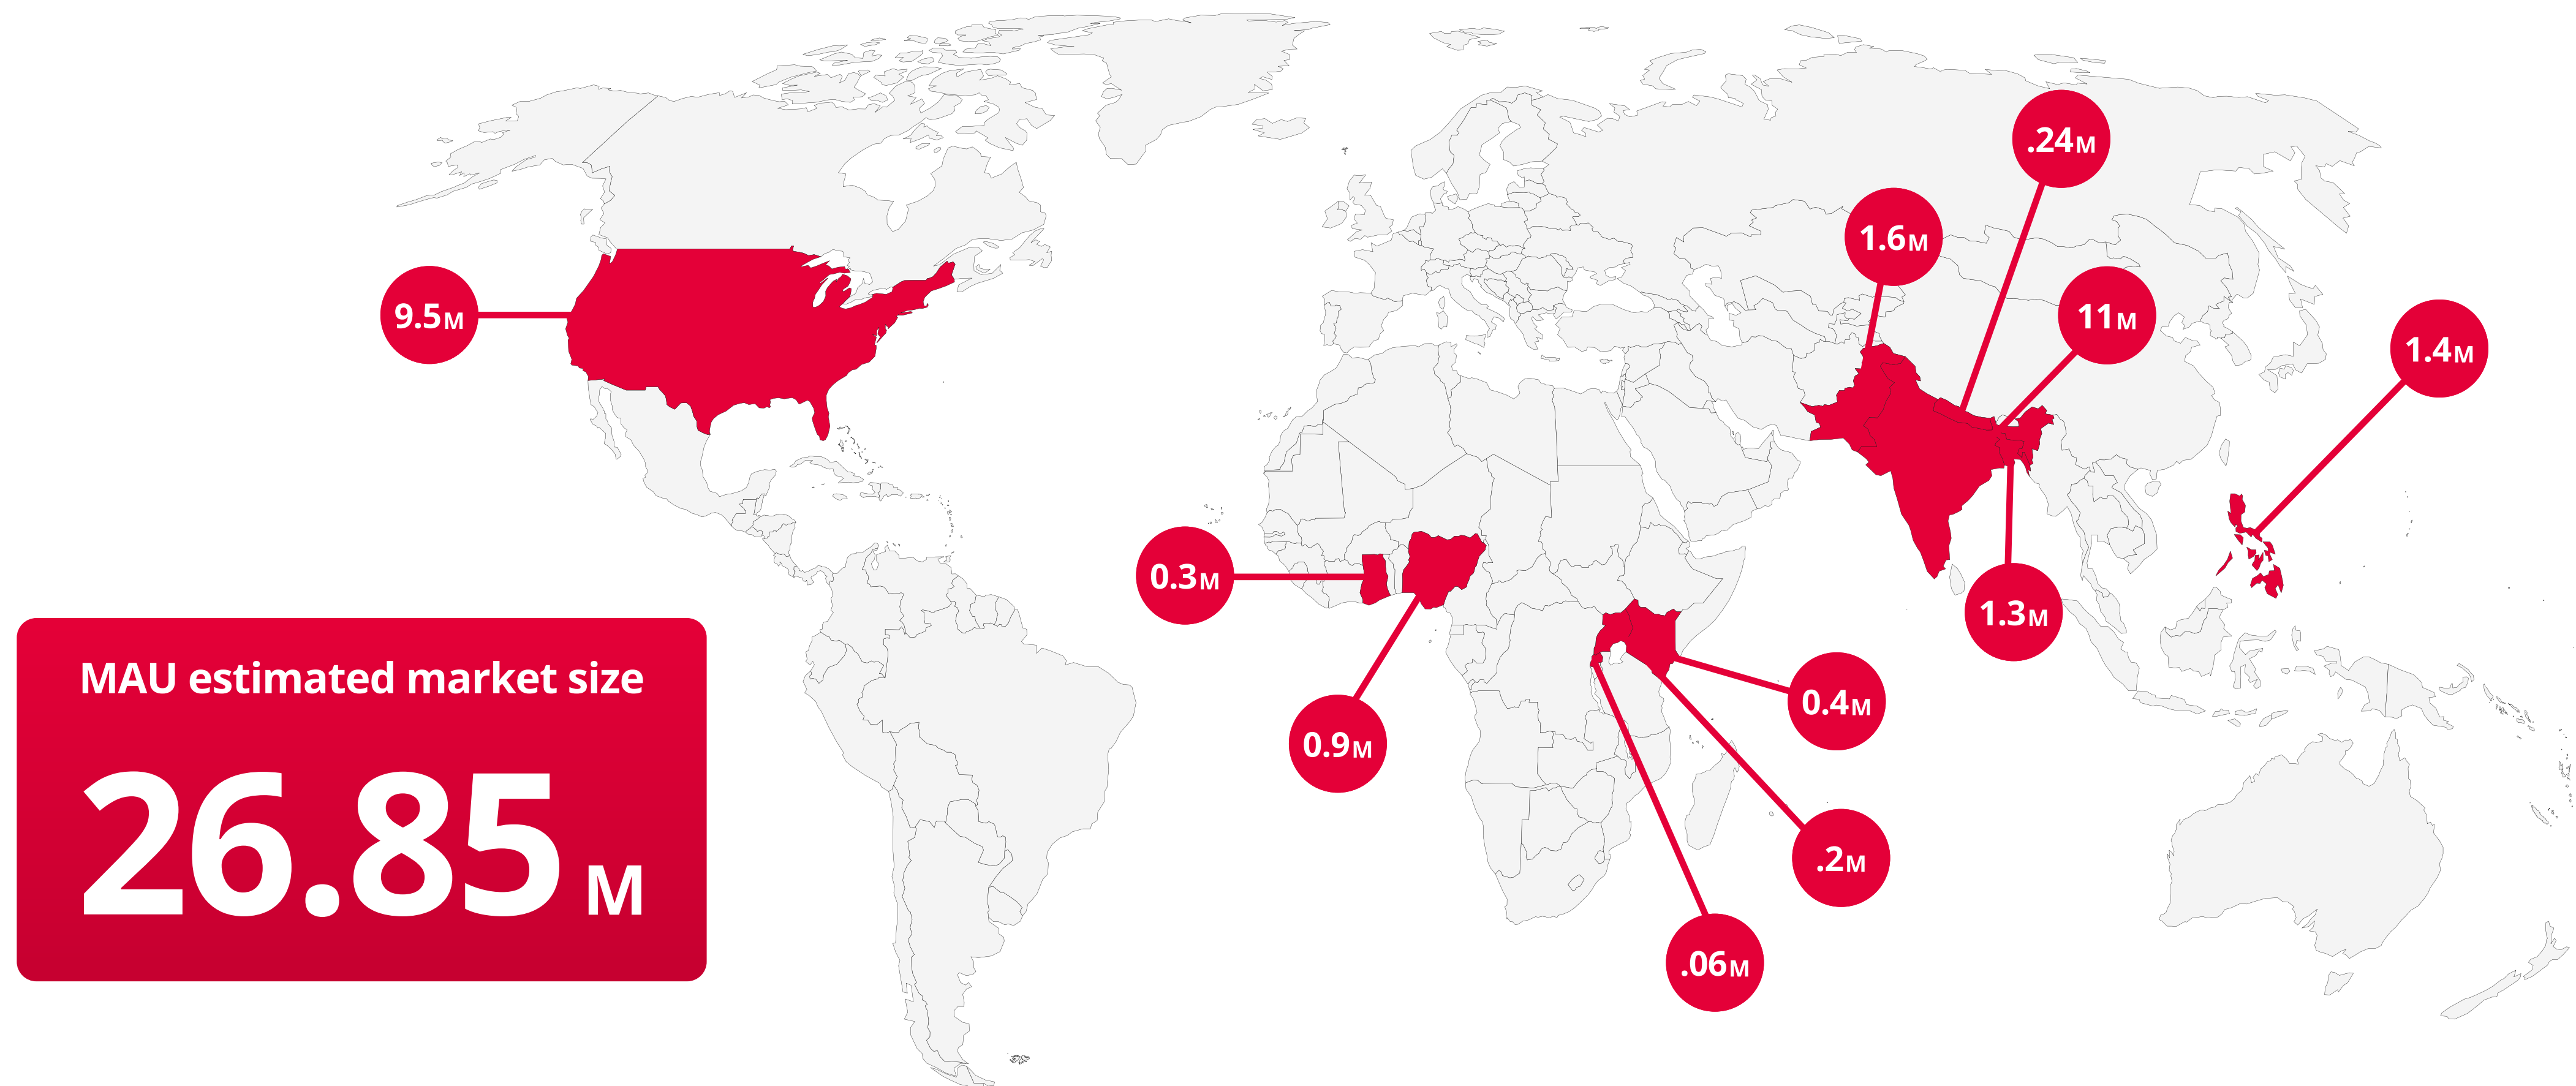 .24M
1.6M
9.5M
11M
1.4M
0.3M
1.3M
MAU estimated market size
26.85 M
0.4M
0.9M
.2M
.06M